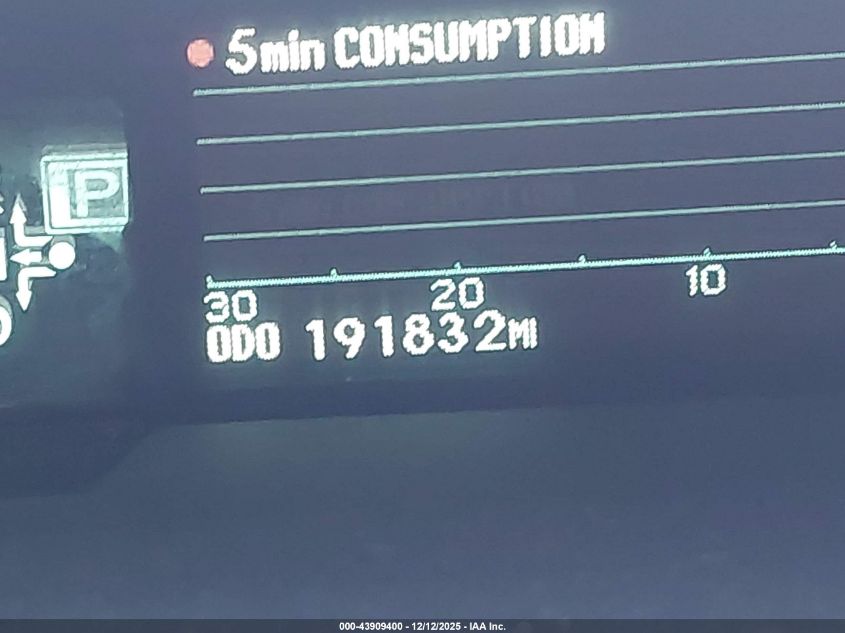 5min CONSUMPTION
P
30 20 10
ODO 191832MI
000-43909400 - 12/12/2025 - IAA Inc.